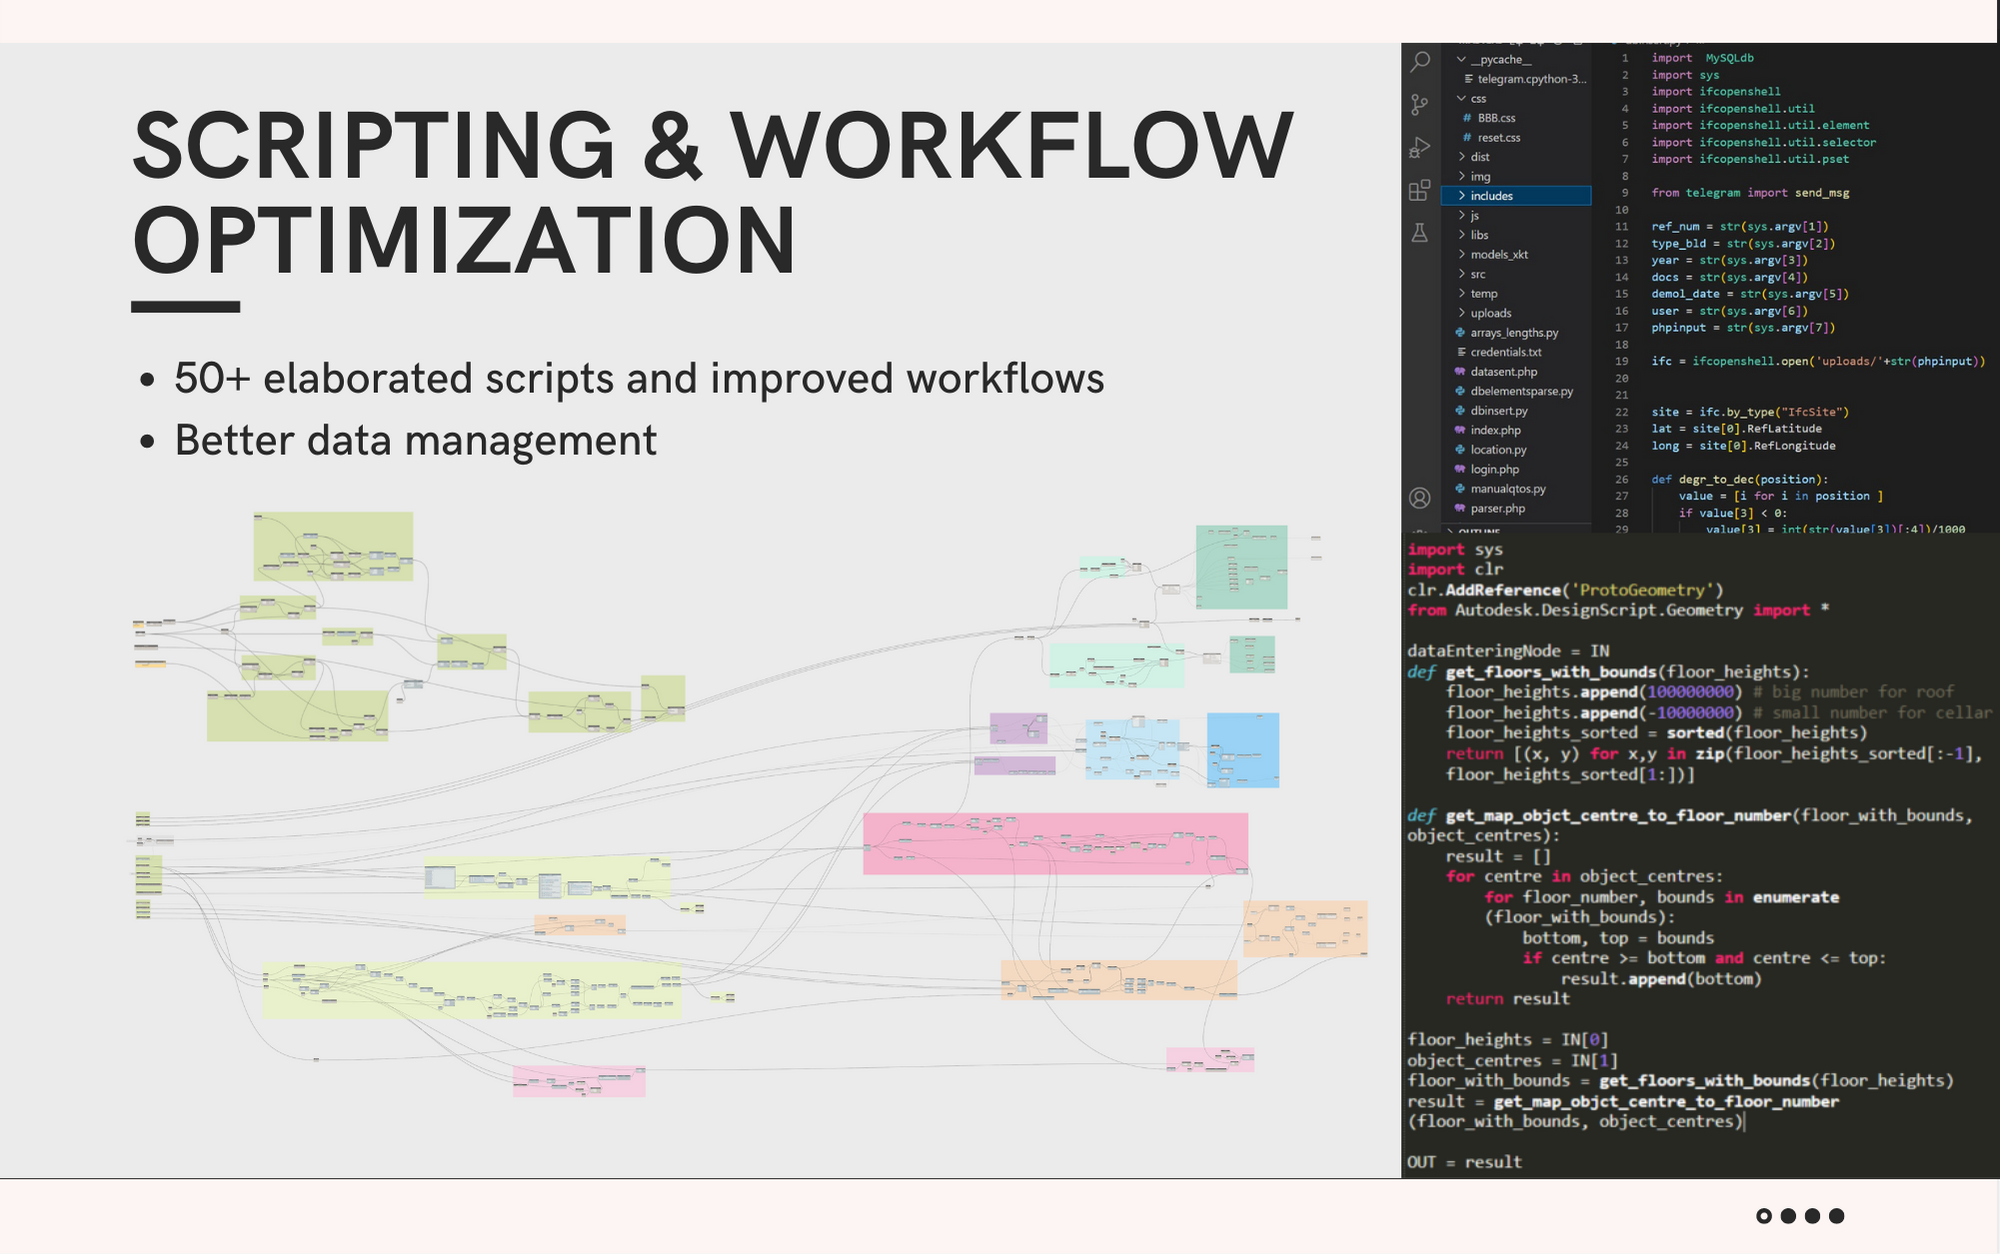 SCRIPTING & WORKFLOW
OPTIMIZATION
• 50+ elaborated scripts and improved workflows
• Better data management
__pycache__
telegram.cpython-3...
css
# BBB.css
# reset.css
dist
img
includes
js
libs
models_xkt
src
temp
uploads
arrays_lengths.py
credentials.txt
datasent.php
dbelementsparse.py
dbinsert.py
index.php
location.py
login.php
manualqtos.py
parser.php
OUTLINE
1 import MySQLdb
2 import sys
3 import ifcopenshell
4 import ifcopenshell.util
5 import ifcopenshell.util.element
6 import ifcopenshell.util.selector
7 import ifcopenshell.util.pset
8
9 from telegram import send_msg
10
11 ref_num = str(sys.argv[1])
12 type_bld = str(sys.argv[2])
13 year = str(sys.argv[3])
14 docs = str(sys.argv[4])
15 demol_date = str(sys.argv[5])
16 user = str(sys.argv[6])
17 phpinput = str(sys.argv[7])
18
19 ifc = ifcopenshell.open('uploads/'+str(phpinput))
20
21
22 site = ifc.by_type("IfcSite")
23 lat = site[0].RefLatitude
24 long = site[0].RefLongitude
25
26 def degr_to_dec(position):
27 value = [i for i in position ]
28 if value[3] < 0:
29 value[3] = int(str(value[3])[:4])/1000
import sys
import clr
clr.AddReference('ProtoGeometry')
from Autodesk.DesignScript.Geometry import *
dataEnteringNode = IN
def get_floors_with_bounds(floor_heights):
floor_heights.append(100000000) # big number for roof
floor_heights.append(-10000000) # small number for cellar
floor_heights_sorted = sorted(floor_heights)
return [(x, y) for x,y in zip(floor_heights_sorted[:-1],
floor_heights_sorted[1:])]
def get_map_objct_centre_to_floor_number(floor_with_bounds,
object_centres):
result = []
for centre in object_centres:
for floor_number, bounds in enumerate
(floor_with_bounds):
bottom, top = bounds
if centre >= bottom and centre <= top:
result.append(bottom)
return result
floor_heights = IN[0]
object_centres = IN[1]
floor_with_bounds = get_floors_with_bounds(floor_heights)
result = get_map_objct_centre_to_floor_number
(floor_with_bounds, object_centres)
OUT = result